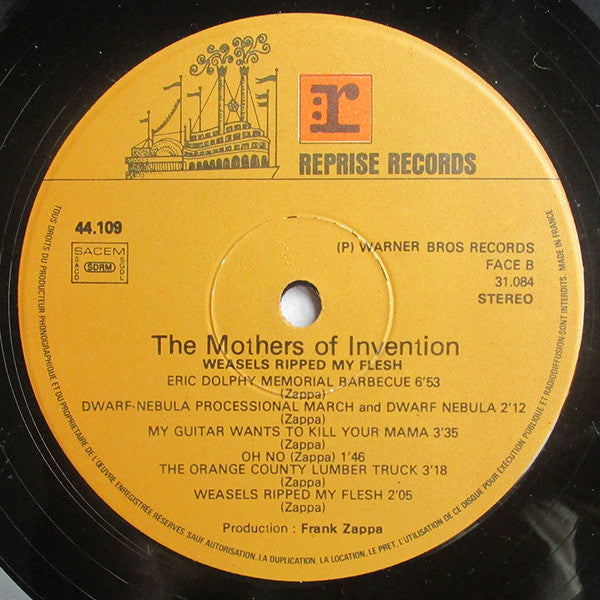 r
REPRISE RECORDS
44.109
SACEM
SACD
SDRM
SGDL
(P) WARNER BROS RECORDS
FACE B
31.084
STEREO
The Mothers of Invention
WEASELS RIPPED MY FLESH
ERIC DOLPHY MEMORIAL BARBECUE 6'53
(Zappa)
DWARF-NEBULA PROCESSIONAL MARCH and DWARF NEBULA 2'12
(Zappa)
MY GUITAR WANTS TO KILL YOUR MAMA 3'35
(Zappa)
OH NO (Zappa) 1'46
THE ORANGE COUNTY LUMBER TRUCK 3'18
(Zappa)
WEASELS RIPPED MY FLESH 2'05
(Zappa)
Production : Frank Zappa
TOUS DROITS DU PRODUCTEUR PHONOGRAPHIQUE ET DU PROPRIETAIRE DE L'OEUVRE ENREGISTREE RESERVES. SAUF AUTORISATION, LA DUPLICATION, LA LOCATION, LE PRET, L'UTILISATION DE CE DISQUE POUR EXECUTION PUBLIQUE ET RADIODIFFUSION SONT INTERDITS. MADE IN FRANCE